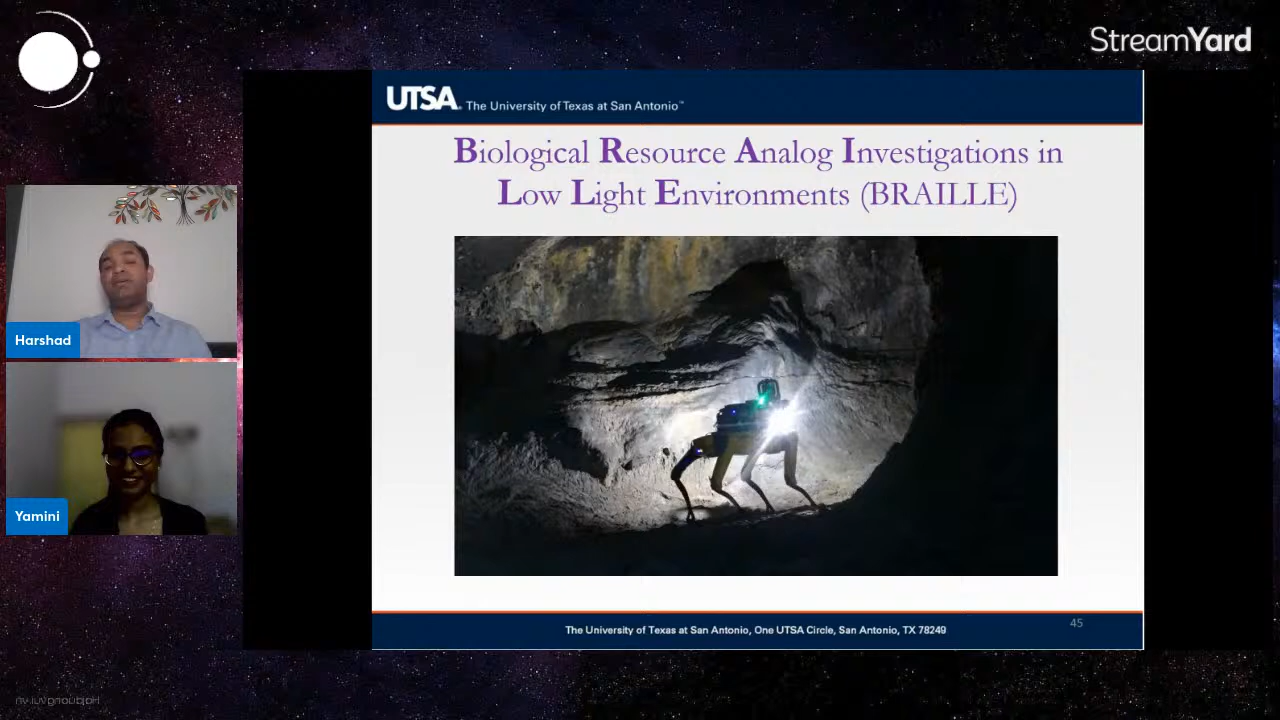 StreamYard
UTSA. The University of Texas at San Antonio™
Biological Resource Analog Investigations in
Low Light Environments (BRAILLE)
Harshad
Yamini
45
The University of Texas at San Antonio, One UTSA Circle, San Antonio, TX 78249